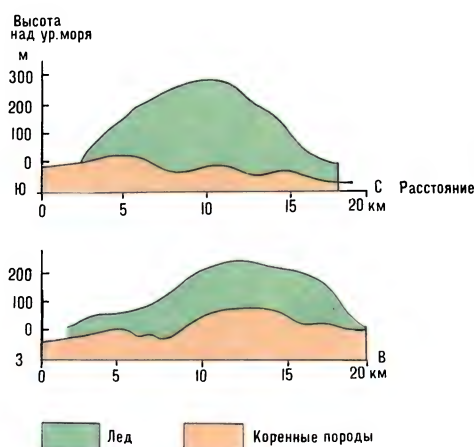 Высота
над ур.моря
м
300
200
100
0
Ю С Расстояние
0 5 10 15 20 км
200
100
0
З В
0 5 10 15 20 км
Лед Коренные породы